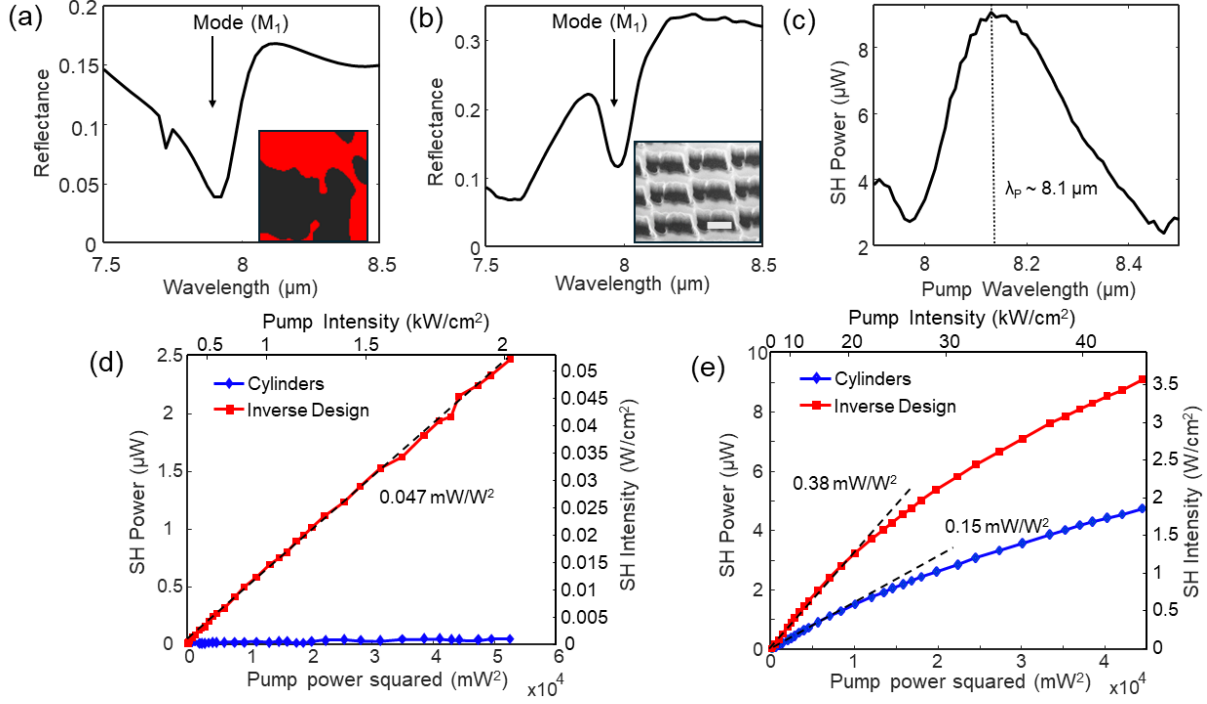 (a)
Mode (M1)
0.2
0.15
0.1
0.05
0
Reflectance
7.5
8
8.5
Wavelength (µm)
(b)
Mode (M1)
0.3
0.2
0.1
0
Reflectance
7.5
8
8.5
Wavelength (µm)
(c)
8
6
4
2
SH Power (µW)
λP ~ 8.1 µm
8
8.2
8.4
Pump Wavelength (µm)
(d)
Pump Intensity (kW/cm²)
0.5
1
1.5
2
2.5
2
1.5
1
0.5
0
SH Power (µW)
Cylinders
Inverse Design
0.047 mW/W²
0.05
0.045
0.04
0.035
0.03
0.025
0.02
0.015
0.01
0.005
0
SH Intensity (W/cm²)
0
1
2
3
4
5
6
Pump power squared (mW²)
x10⁴
(e)
Pump Intensity (kW/cm²)
0
10
20
30
40
10
8
6
4
2
0
SH Power (µW)
Cylinders
Inverse Design
0.38 mW/W²
0.15 mW/W²
3.5
3
2.5
2
1.5
1
0.5
0
SH Intensity (W/cm²)
0
1
2
3
4
Pump power squared (mW²)
x10⁴